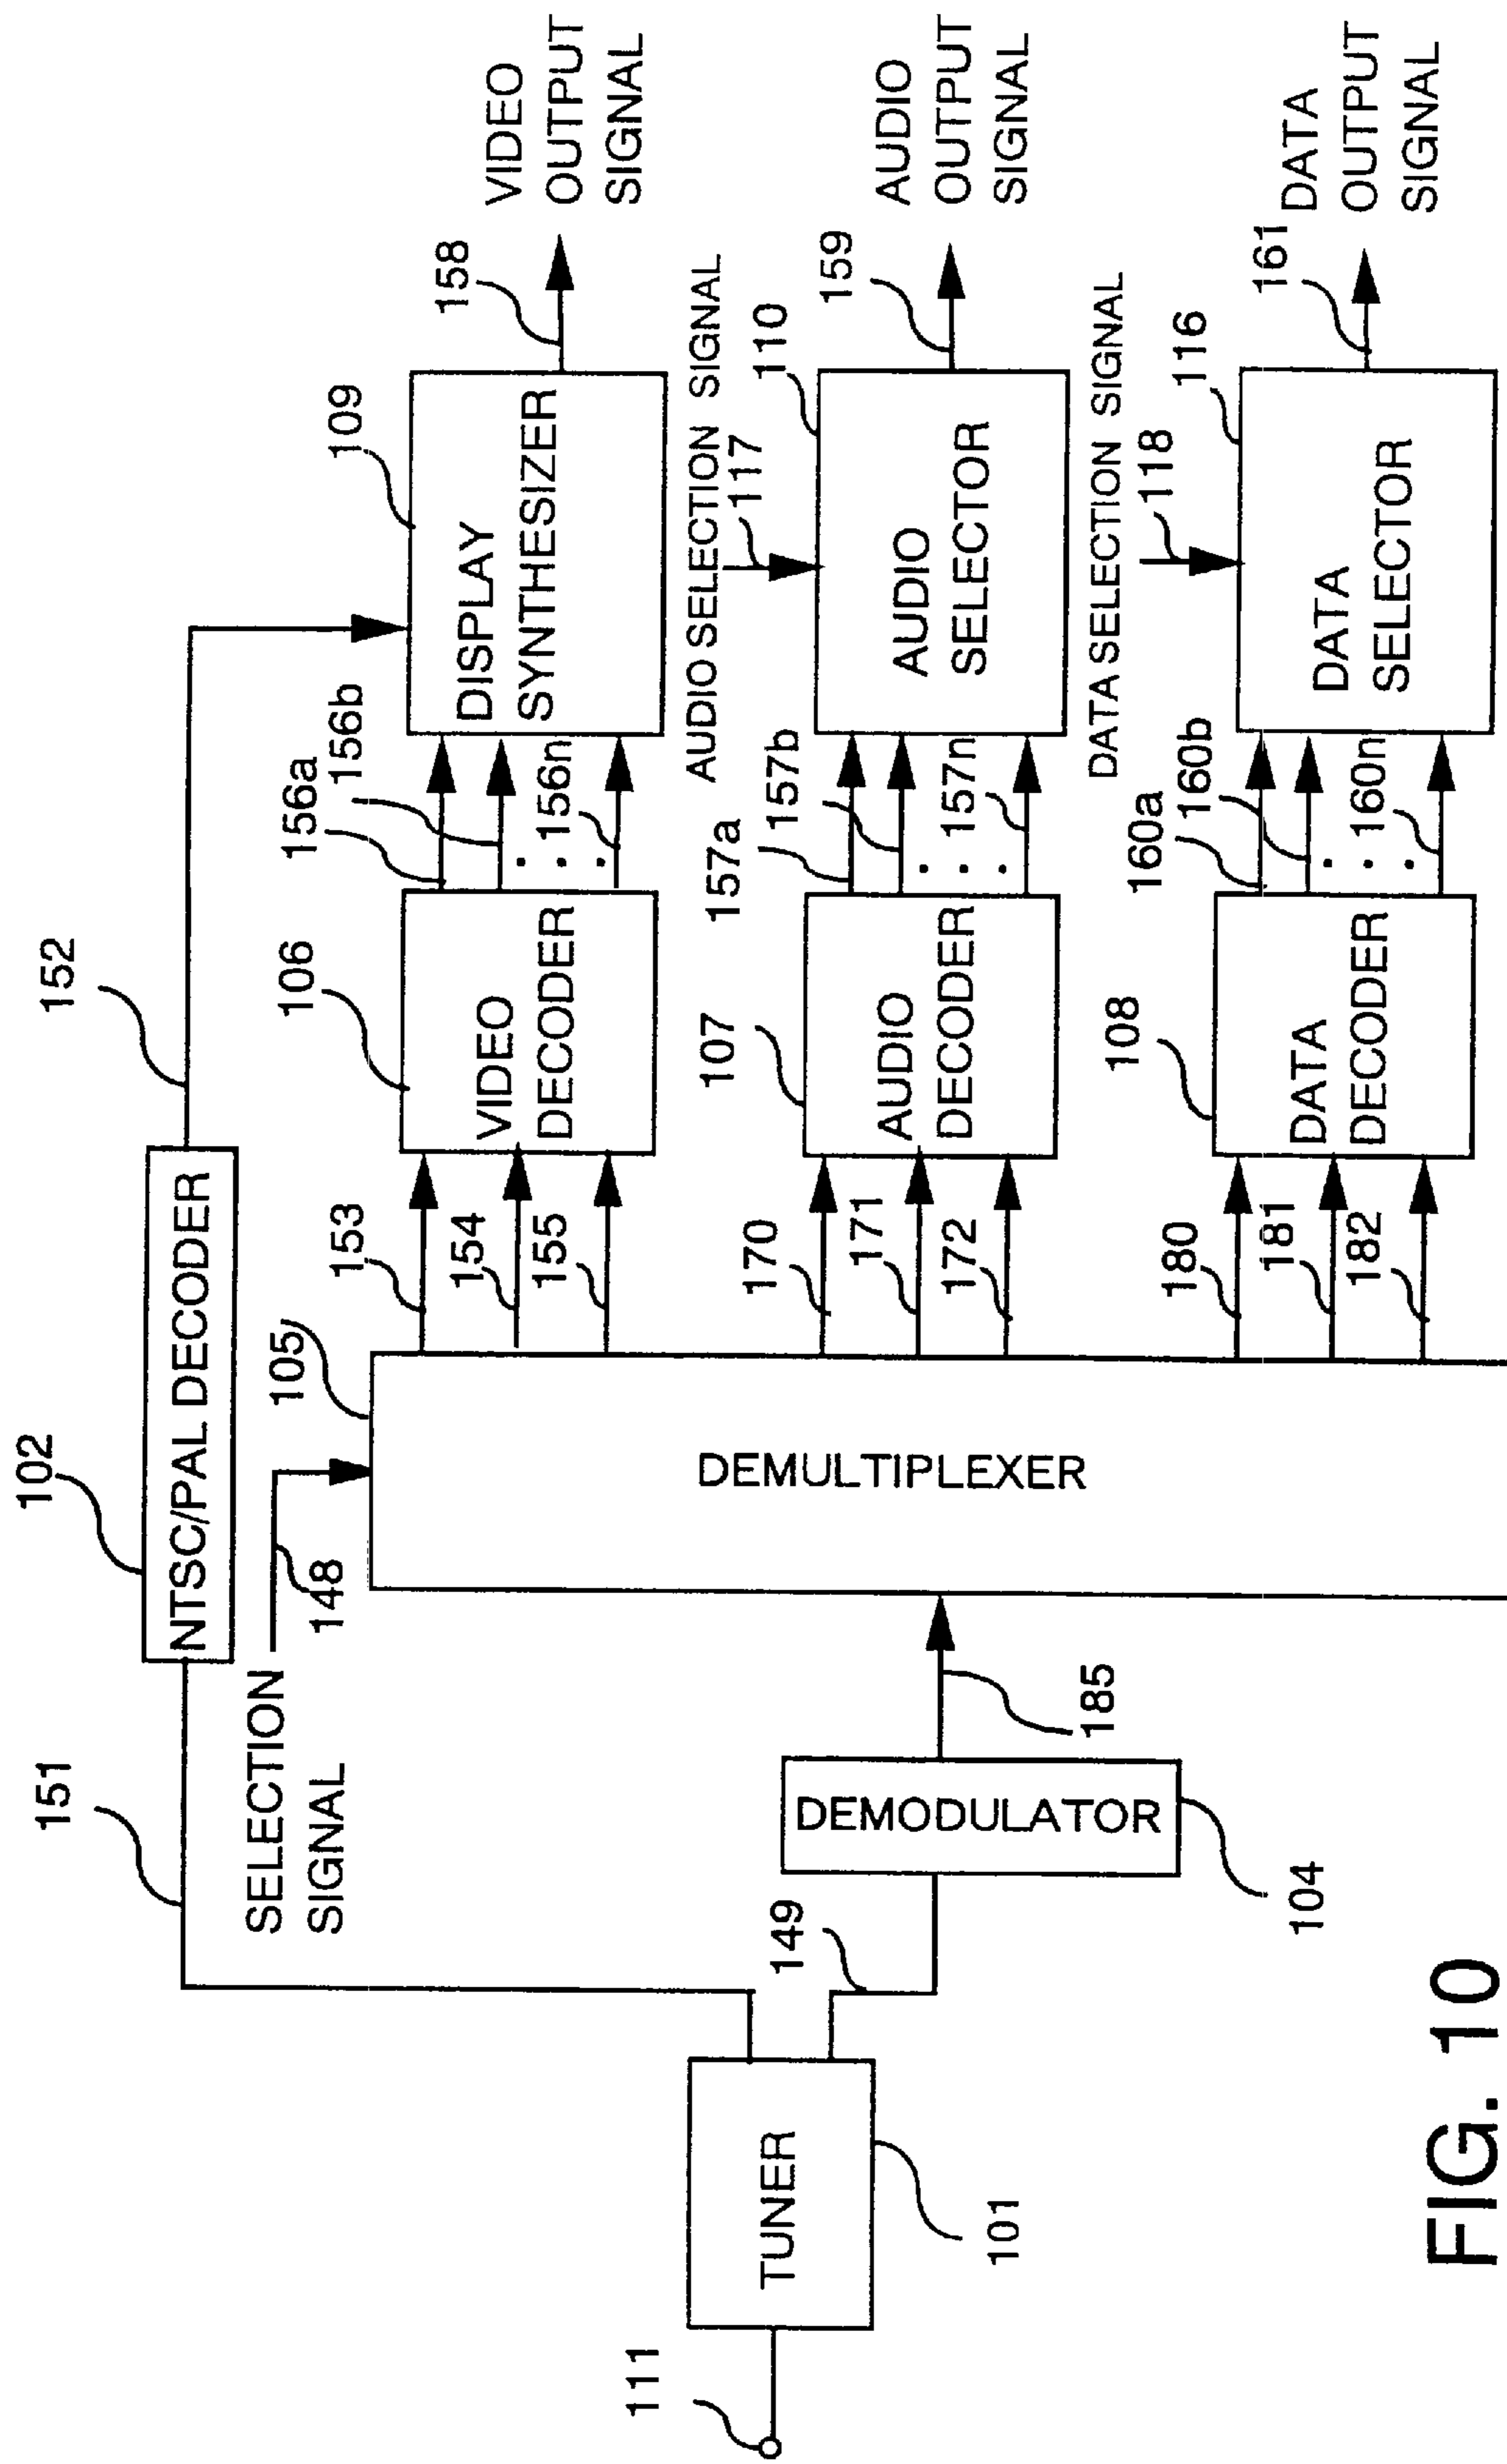 152
102
NTSC/PAL DECODER
151
109
DISPLAY
SYNTHESIZER
158
VIDEO
OUTPUT
SIGNAL
156a
156b
156n
106
VIDEO
DECODER
153
154
155
105
148
SELECTION
SIGNAL
AUDIO SELECTION SIGNAL
117
110
AUDIO
SELECTOR
159
AUDIO
OUTPUT
SIGNAL
157a
157b
157n
107
AUDIO
DECODER
170
171
172
DEMULTIPLEXER
185
DEMODULATOR
104
149
TUNER
101
111
DATA SELECTION SIGNAL
118
116
DATA
SELECTOR
161
DATA
OUTPUT
SIGNAL
160a
160b
160n
108
DATA
DECODER
180
181
182
FIG. 10